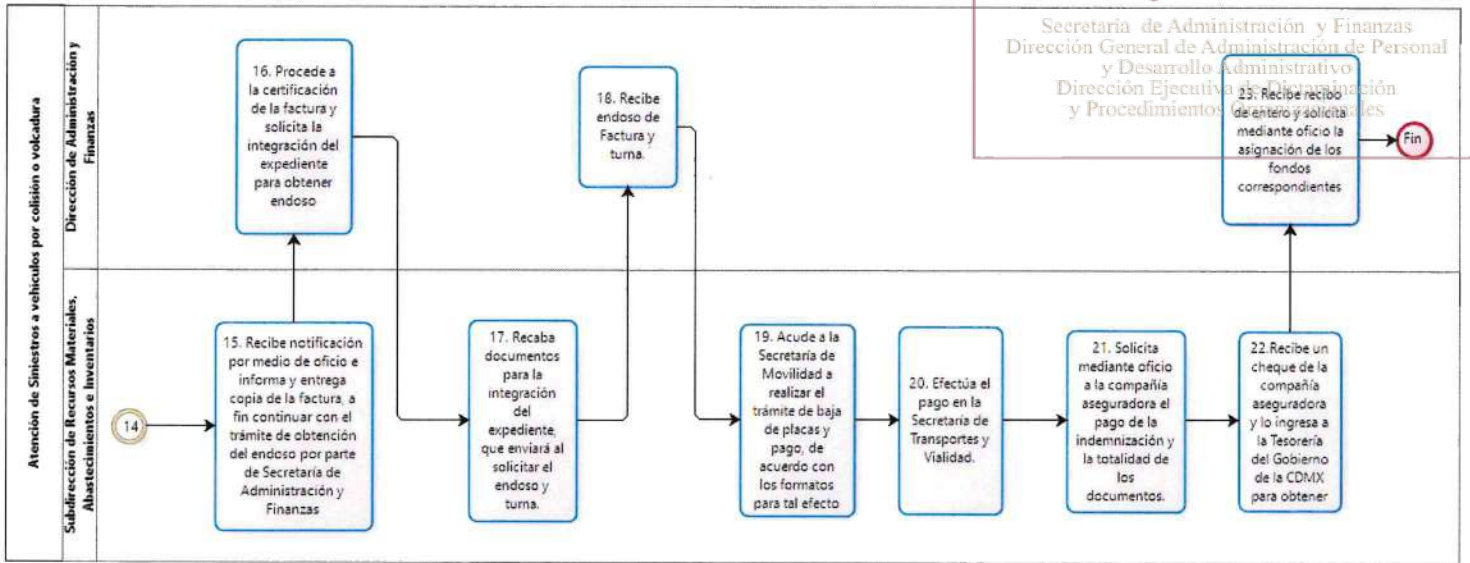 Secretaría de Administración y Finanzas
Dirección General de Administración de Personal
y Desarrollo Administrativo
Dirección Ejecutiva de Dictaminación
y Procedimientos Organizacionales
Atención de Siniestros a vehículos por colisión o volcadura
Dirección de Administración y
Finanzas
16. Procede a
la certificación
de la factura y
solicita la
integración del
expediente
para obtener
endoso
18. Recibe
endoso de
Factura y
turna.
23. Recibe recibo
de entero y solicita
mediante oficio la
asignación de los
fondos
correspondientes
Fin
Subdirección de Recursos Materiales,
Abastecimientos e Inventarios
14
15. Recibe notificación
por medio de oficio e
informa y entrega
copia de la factura, a
fin continuar con el
trámite de obtención
del endoso por parte
de Secretaría de
Administración y
Finanzas
17. Recaba
documentos
para la
integración
del
expediente,
que enviará al
solicitar el
endoso y
turna.
19. Acude a la
Secretaría de
Movilidad a
realizar el
trámite de baja
de placas y
pago, de
acuerdo con
los formatos
para tal efecto
20. Efectúa el
pago en la
Secretaría de
Transportes y
Vialidad.
21. Solicita
mediante oficio
a la compañía
aseguradora el
pago de la
indemnización y
la totalidad de
los
documentos.
22.Recibe un
cheque de la
compañía
aseguradora
y lo ingresa a
la Tesorería
del Gobierno
de la CDMX
para obtener